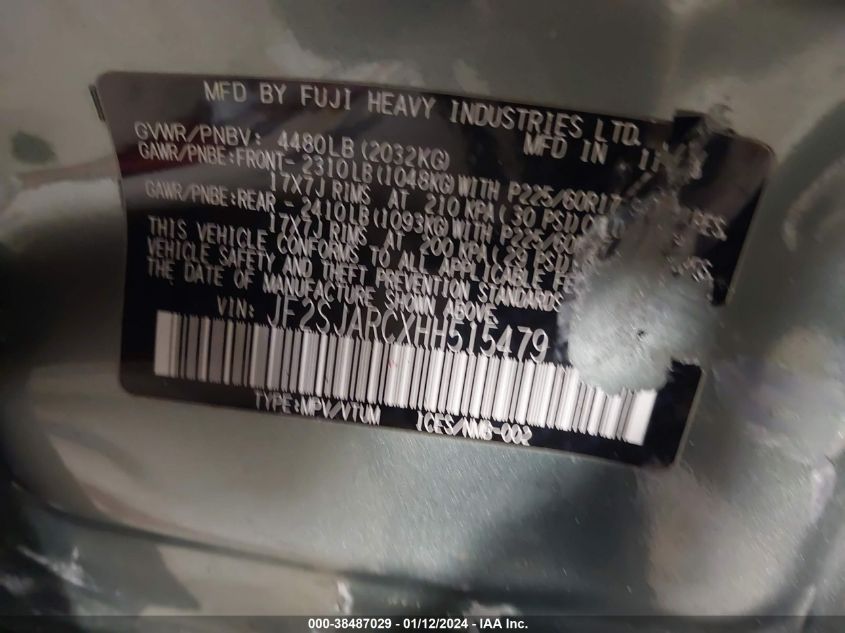 MFD BY FUJI HEAVY INDUSTRIES LTD.
GVWR/PNBV: 4480LB (2032KG) MFD IN
GAWR/PNBE:FRONT- 2310LB (1048KG) WITH P225/60R17
17X7J RIMS AT 210 KPA (30 PSI)
GAWR/PNBE:REAR - 2410LB (1093KG) WITH
17X7J RIMS AT 200 KPA
THIS VEHICLE CONFORMS TO ALL APPLICABLE
VEHICLE SAFETY AND THEFT PREVENTION STANDARDS
THE DATE OF MANUFACTURE SHOWN ABOVE.
VIN: JF2SJARCXHH515479
TYPE:MPV/VTUM ICES/NMB-002
000-38487029 - 01/12/2024 - IAA Inc.